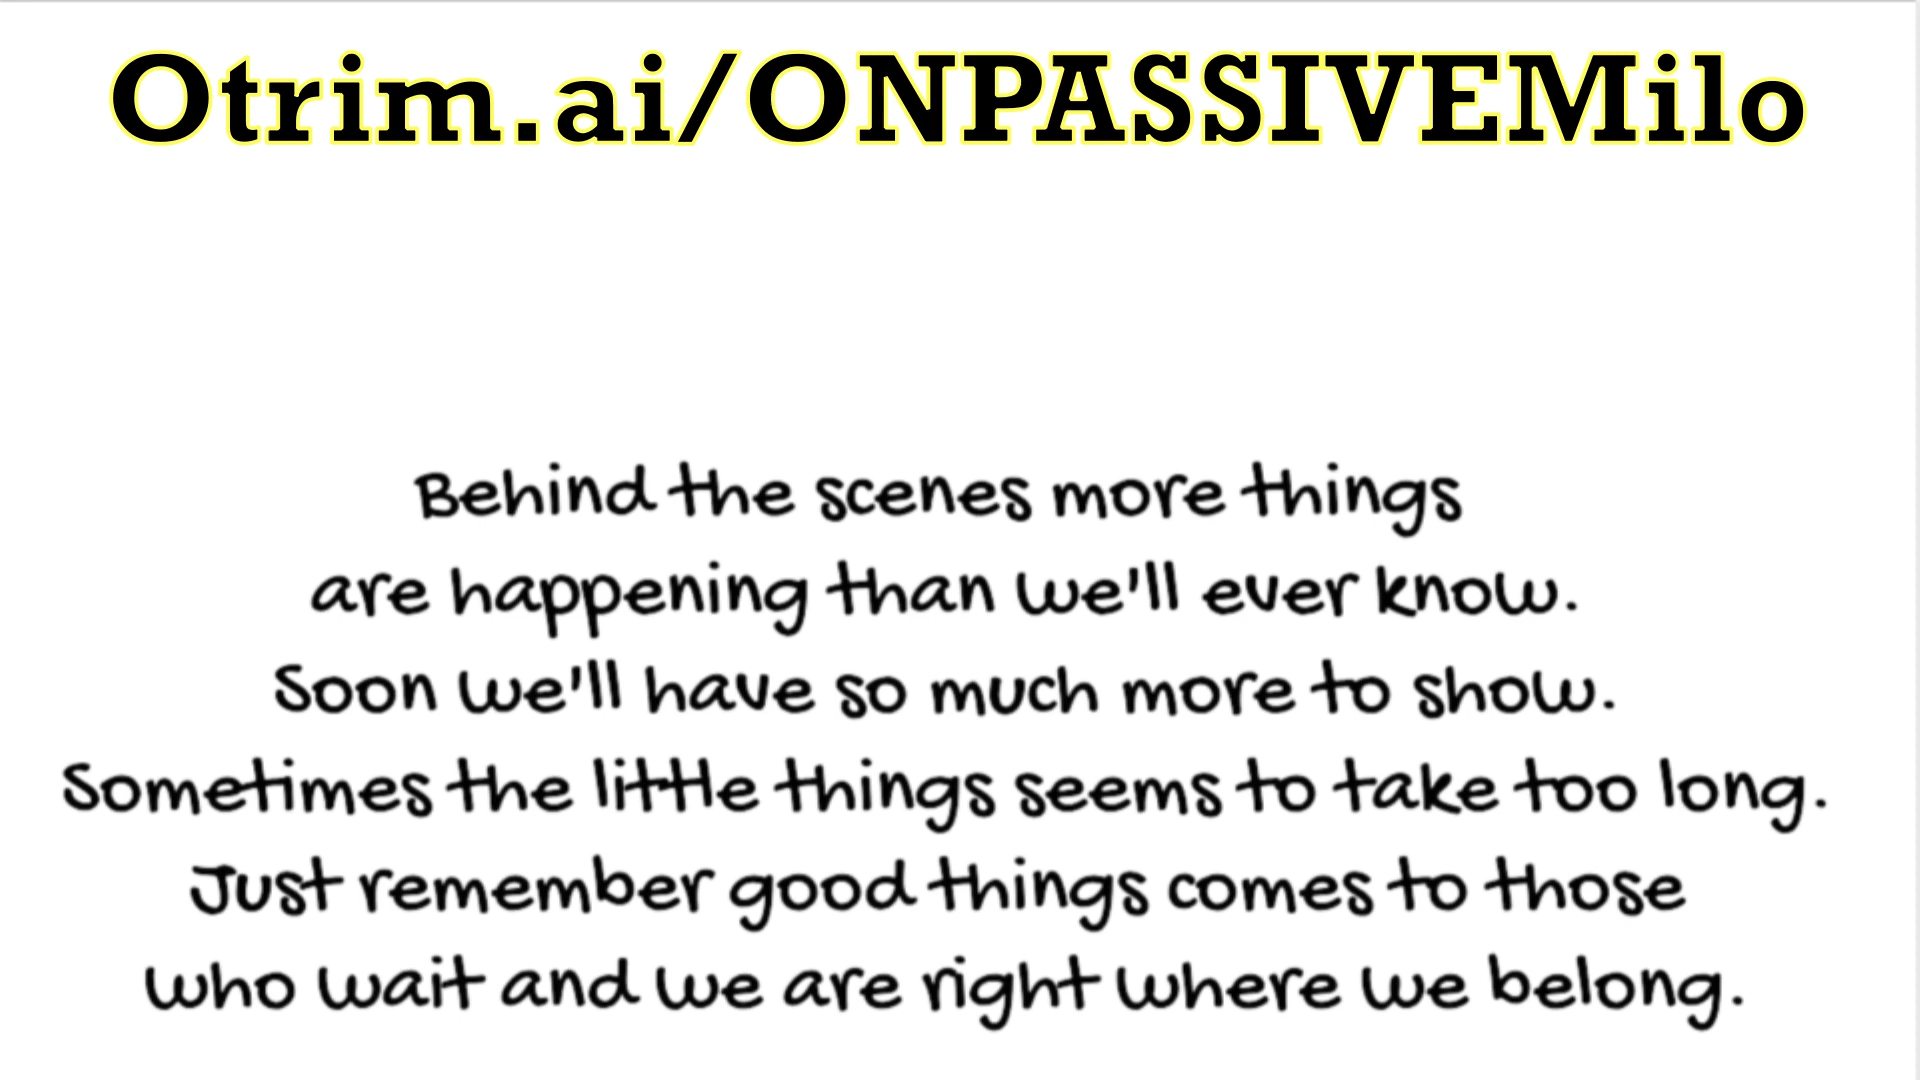 Otrim.ai/ONPASSIVEMilo
Behind the scenes more things
are happening than we'll ever know.
Soon we'll have so much more to show.
Sometimes the little things seems to take too long.
Just remember good things comes to those
who wait and we are right where we belong.